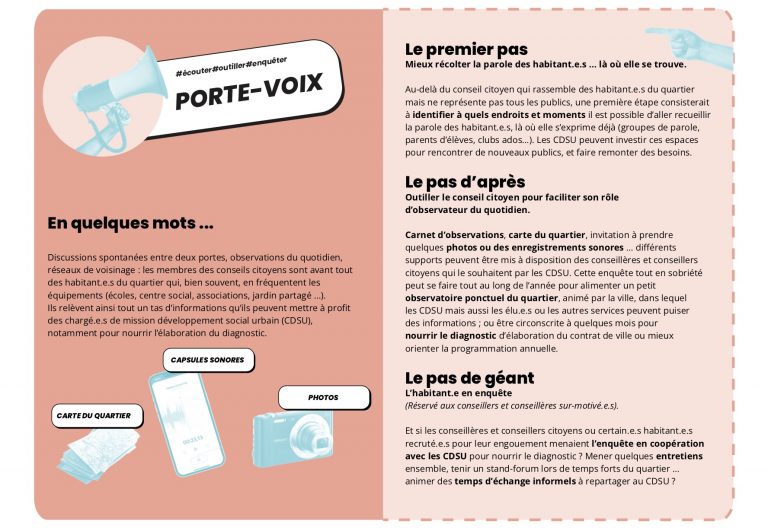 #écouter#outiller#enquêter
PORTE-VOIX
En quelques mots ...
Discussions spontanées entre deux portes, observations du quotidien,
réseaux de voisinage : les membres des conseils citoyens sont avant tout
des habitant.e.s du quartier qui, bien souvent, en fréquentent les
équipements (écoles, centre social, associations, jardin partagé ...).
Ils relèvent ainsi tout un tas d'informations qu'ils peuvent mettre à profit
des chargé.e.s de mission développement social urbain (CDSU),
notamment pour nourrir l'élaboration du diagnostic.
CAPSULES SONORES
PHOTOS
CARTE DU QUARTIER
Le premier pas
Mieux récolter la parole des habitant.e.s ... là où elle se trouve.
Au-delà du conseil citoyen qui rassemble des habitant.e.s du quartier
mais ne représente pas tous les publics, une première étape consisterait
à identifier à quels endroits et moments il est possible d'aller recueillir
la parole des habitant.e.s, là où elle s'exprime déjà (groupes de parole,
parents d'élèves, clubs ados...). Les CDSU peuvent investir ces espaces
pour rencontrer de nouveaux publics, et faire remonter des besoins.
Le pas d'après
Outiller le conseil citoyen pour faciliter son rôle
d'observateur du quotidien.
Carnet d'observations, carte du quartier, invitation à prendre
quelques photos ou des enregistrements sonores ... différents
supports peuvent être mis à disposition des conseillères et conseillers
citoyens qui le souhaitent par les CDSU. Cette enquête tout en sobriété
peut se faire tout au long de l'année pour alimenter un petit
observatoire ponctuel du quartier, animé par la ville, dans lequel
les CDSU mais aussi les élu.e.s ou les autres services peuvent puiser
des informations ; ou être circonscrite à quelques mois pour
nourrir le diagnostic d'élaboration du contrat de ville ou mieux
orienter la programmation annuelle.
Le pas de géant
L'habitant.e en enquête
(Réservé aux conseillers et conseillères sur-motivé.e.s).
Et si les conseillères et conseillers citoyens ou certain.e.s habitant.e.s
recruté.e.s pour leur engouement menaient l'enquête en coopération
avec les CDSU pour nourrir le diagnostic ? Mener quelques entretiens
ensemble, tenir un stand-forum lors de temps forts du quartier ...
animer des temps d'échange informels à repartager au CDSU ?